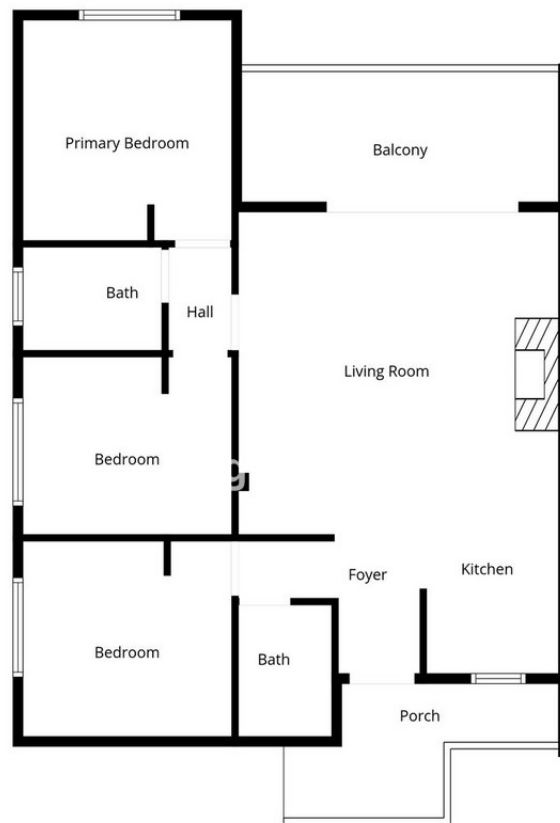 Primary Bedroom
Balcony
Bath
Hall
Living Room
Bedroom
Foyer
Kitchen
Bedroom
Bath
Porch